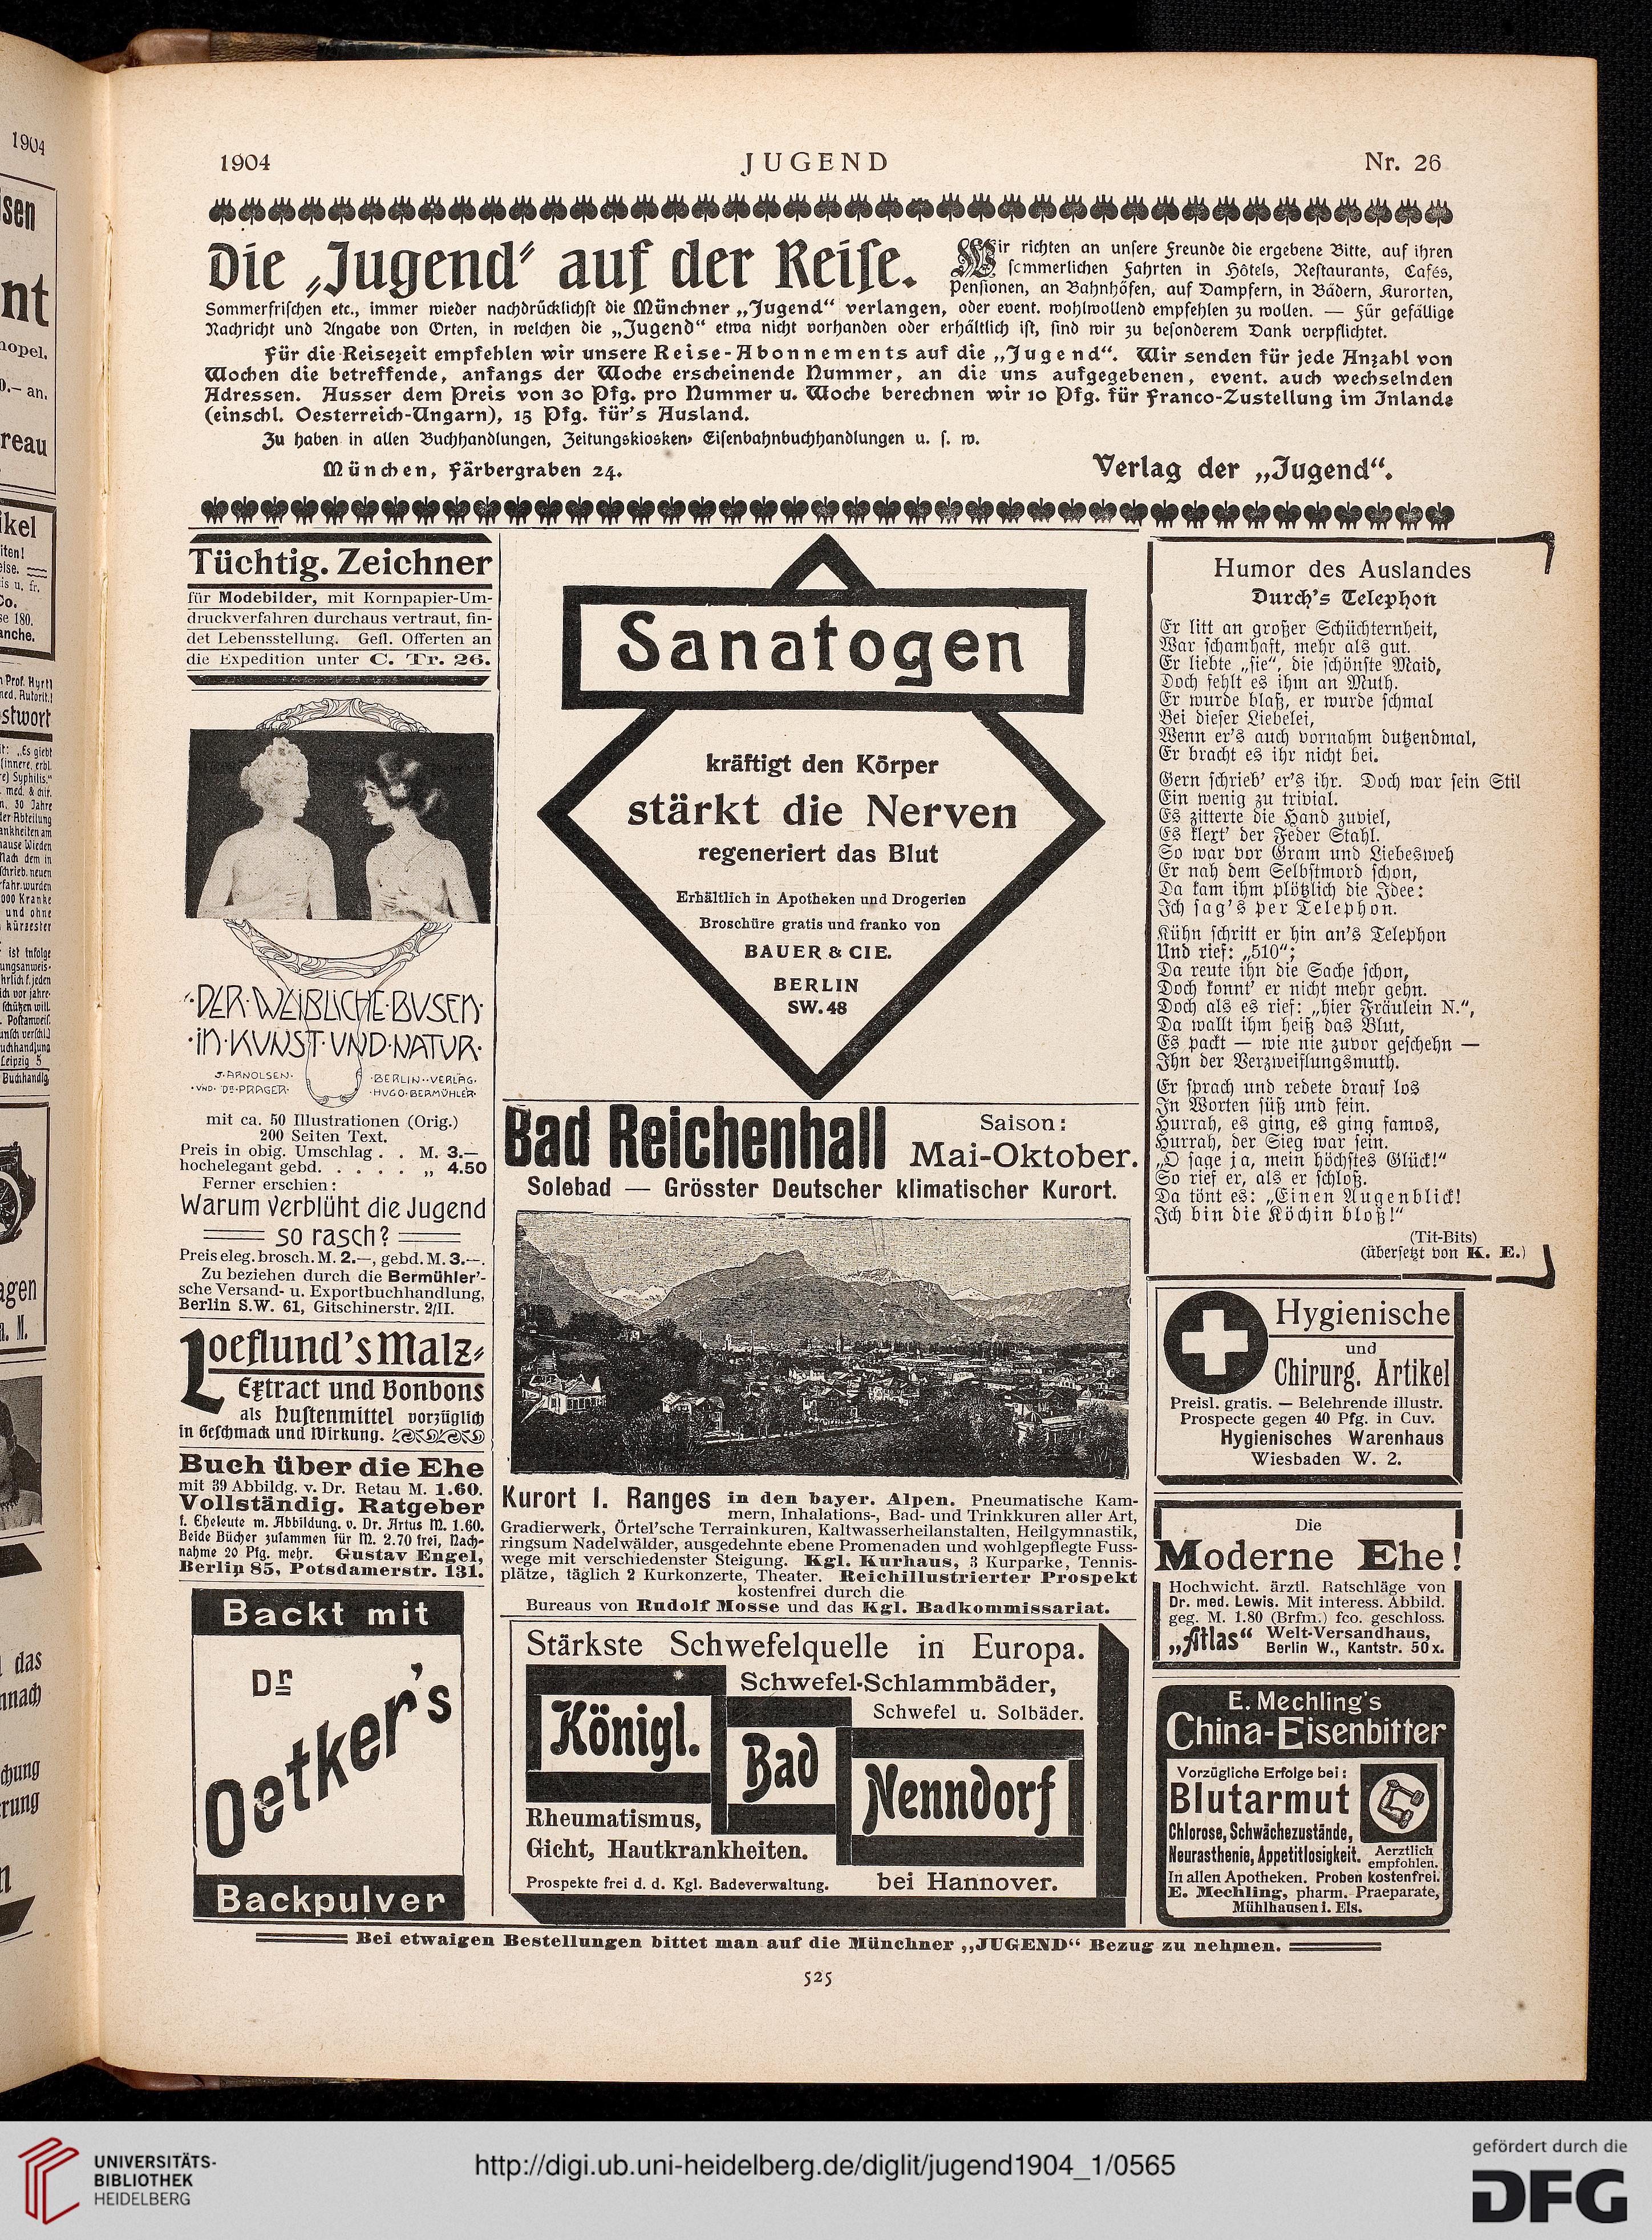 1904
JUGEND
Nr. 26
Die „Jugend“ auf der Reise.
Wir richten an unsere Freunde die ergebene Bitte, auf ihren
sommerlichen Fahrten in Hôtels, Restaurants, Cafés,
Pensionen, an Bahnhöfen, auf Dampfern, in Bädern, Kurorten,
Sommerfrischen etc., immer wieder nachdrücklichst die Münchner „Jugend“ verlangen, oder event. wohlwollend empfehlen zu wollen. — Für gefällige
Nachricht und Angabe von Orten, in welchen die „Jugend“ etwa nicht vorhanden oder erhältlich ist, sind wir zu besonderem Dank verpflichtet.
Für die Reisezeit empfehlen wir unsere Reise-Abonnements auf die „Jugend“. Wir senden für jede Anzahl von
Wochen die betreffende, anfangs der Woche erscheinende Nummer, an die uns aufgegebenen, event. auch wechselnden
Adressen. Ausser dem Preis von 30 Pfg. pro Nummer u. Woche berechnen wir 10 Pfg. für Franco-Zustellung im Inlande
(einschl. Oesterreich-Ungarn), 15 Pfg. für's Ausland.
Zu haben in allen Buchhandlungen, Zeitungskiosken, Eisenbahnbuchhandlungen u. s. w.
München, Färbergraben 24.
Verlag der „Jugend“.
Tüchtig. Zeichner
für Modebilder, mit Kornpapier-Um-
druckverfahren durchaus vertraut, fin-
det Lebensstellung. Gefl. Offerten an
die Expedition unter C. Tr. 26.
·DER·WEIBLICHE·BVSEN·
·IN·KVNST·VND·NATVR·
J·ARNOLSEN·
·VND·DR·PRAGER·
·BERLIN··VERLAG·
·HVGO·BERMÜHLER·
mit ca. 50 Illustrationen (Orig.)
200 Seiten Text.
Preis in obig. Umschlag . . M. 3.—
hochelegant gebd. . . . . . „ 4.50
Ferner erschien:
Warum verblüht die Jugend
so rasch?
Preis eleg. brosch. M. 2.—, gebd. M. 3.—.
Zu beziehen durch die Bermühler'-
sche Versand- u. Exportbuchhandlung,
Berlin S.W. 61, Gitschinerstr. 2/II.
Loeflund's Malz-
Extract und Bonbons
als Hustenmittel vorzüglich
in Geschmack und Wirkung.
Buch über die Ehe
mit 39 Abbildg. v. Dr. Retau M. 1.60.
Vollständig. Ratgeber
f. Eheleute m. Abbildung. v. Dr. Artus M. 1.60.
Beide Bücher zusammen für M. 2.70 frei, Nach-
nahme 20 Pfg. mehr. Gustav Engel,
Berlin 85, Potsdamerstr. 131.
Backt mit
Dr
Oetker's
Backpulver
Sanatogen
kräftigt den Körper
stärkt die Nerven
regeneriert das Blut
Erhältlich in Apotheken und Drogerien
Broschüre gratis und franko von
BAUER & CIE.
BERLIN
SW. 48
Bad Reichenhall
Saison:
Mai-Oktober.
Solebad — Grösster Deutscher klimatischer Kurort.
Kurort I. Ranges in den bayer. Alpen. Pneumatische Kam-
mern, Inhalations-, Bad- und Trinkkuren aller Art,
Gradierwerk, Örtel'sche Terrainkuren, Kaltwasserheilanstalten, Heilgymnastik,
ringsum Nadelwälder, ausgedehnte ebene Promenaden und wohlgepflegte Fuss-
wege mit verschiedenster Steigung. Kgl. Kurhaus, 3 Kurparke, Tennis-
plätze, täglich 2 Kurkonzerte, Theater. Reichillustrierter Prospekt
kostenfrei durch die
Bureaus von Rudolf Mosse und das Kgl. Badkommissariat.
Stärkste Schwefelquelle in Europa.
Schwefel-Schlammbäder,
Schwefel u. Solbäder.
Königl.
Bad
Nenndorf
Rheumatismus,
Gicht, Hautkrankheiten.
Prospekte frei d. d. Kgl. Badeverwaltung.
bei Hannover.
Humor des Auslandes
Durch's Telephon
Er litt an großer Schüchternheit,
War schamhaft, mehr als gut.
Er liebte „sie“, die schönste Maid,
Doch fehlt es ihm an Muth.
Er wurde blaß, er wurde schmal
Bei dieser Liebelei,
Wenn er's auch vornahm dutzendmal,
Er bracht es ihr nicht bei.
Gern schrieb' er's ihr. Doch war sein Stil
Ein wenig zu trivial.
Es zitterte die Hand zuviel,
Es klext' der Feder Stahl.
So war vor Gram und Liebesweh
Er nah dem Selbstmord schon,
Da kam ihm plötzlich die Idee:
Ich sag's per Telephon.
Kühn schritt er hin an's Telephon
Und rief: „510“;
Da reute ihn die Sache schon,
Doch konnt' er nicht mehr gehn.
Doch als es rief: „hier Fräulein N.“,
Da wallt ihm heiß das Blut,
Es packt — wie nie zuvor geschehn —
Ihn der Verzweiflungsmuth.
Er sprach und redete drauf los
In Worten süß und fein.
Hurrah, es ging, es ging famos,
Hurrah, der Sieg war sein.
„O sage ja, mein höchstes Glück!“
So rief er, als er schloß.
Da tönt es: „Einen Augenblick!
Ich bin die Köchin bloß!“
(Tit-Bits)
(übersetzt von K. E.)
Hygienische
und
Chirurg. Artikel
Preisl. gratis. — Belehrende illustr.
Prospecte gegen 40 Pfg. in Cuv.
Hygienisches Warenhaus
Wiesbaden W. 2.
Die
Moderne Ehe!
Hochwicht. ärztl. Ratschläge von
Dr. med. Lewis. Mit interess. Abbild.
geg. M. 1.80 (Brfm.) fco. geschloss.
„Atlas“ Welt-Versandhaus,
Berlin W., Kantstr. 50x.
E. Mechling's
China-Eisenbitter
Vorzügliche Erfolge bei:
Blutarmut
Chlorose, Schwächezustände,
Neurasthenie, Appetitlosigkeit.
Aerztlich
empfohlen.
In allen Apotheken. Proben kostenfrei.
E. Mechling, pharm. Praeparate,
Mühlhausen i. Els.
Bei etwaigen Bestellungen bittet man auf die Münchner „JUGEND“ Bezug zu nehmen.
525
UNIVERSITÄTS-
BIBLIOTHEK
HEIDELBERG
http://digi.ub.uni-heidelberg.de/diglit/jugend1904_1/0565
gefördert durch die
DFG